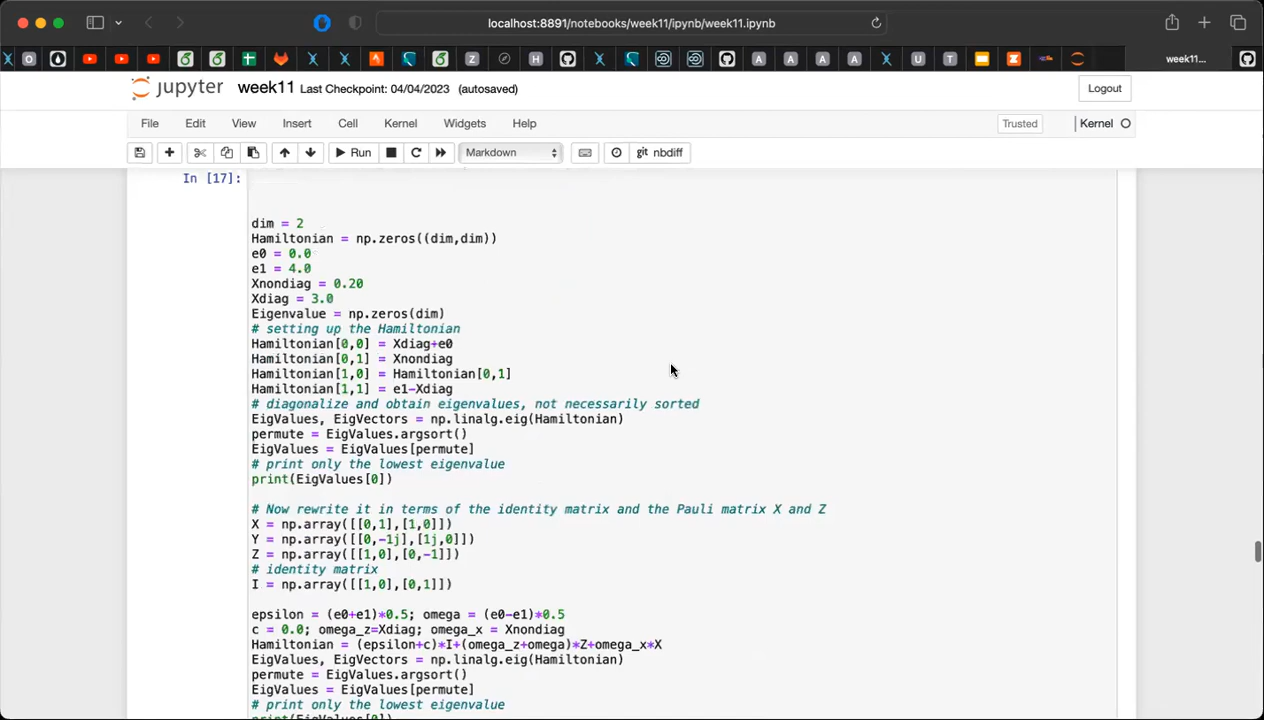 localhost:8891/notebooks/week11/ipynb/week11.ipynb
week11...
jupyter week11 Last Checkpoint: 04/04/2023 (autosaved)
Logout
File Edit View Insert Cell Kernel Widgets Help
Trusted
Kernel
Run
Markdown
git nbdiff
In [17]:
dim = 2
Hamiltonian = np.zeros((dim,dim))
e0 = 0.0
e1 = 4.0
Xnondiag = 0.20
Xdiag = 3.0
Eigenvalue = np.zeros(dim)
# setting up the Hamiltonian
Hamiltonian[0,0] = Xdiag+e0
Hamiltonian[0,1] = Xnondiag
Hamiltonian[1,0] = Hamiltonian[0,1]
Hamiltonian[1,1] = e1-Xdiag
# diagonalize and obtain eigenvalues, not necessarily sorted
EigValues, EigVectors = np.linalg.eig(Hamiltonian)
permute = EigValues.argsort()
EigValues = EigValues[permute]
# print only the lowest eigenvalue
print(EigValues[0])
# Now rewrite it in terms of the identity matrix and the Pauli matrix X and Z
X = np.array([[0,1],[1,0]])
Y = np.array([[0,-1j],[1j,0]])
Z = np.array([[1,0],[0,-1]])
# identity matrix
I = np.array([[1,0],[0,1]])
epsilon = (e0+e1)*0.5; omega = (e0-e1)*0.5
c = 0.0; omega_z=Xdiag; omega_x = Xnondiag
Hamiltonian = (epsilon+c)*I+(omega_z+omega)*Z+omega_x*X
EigValues, EigVectors = np.linalg.eig(Hamiltonian)
permute = EigValues.argsort()
EigValues = EigValues[permute]
# print only the lowest eigenvalue
print(EigValues[0])